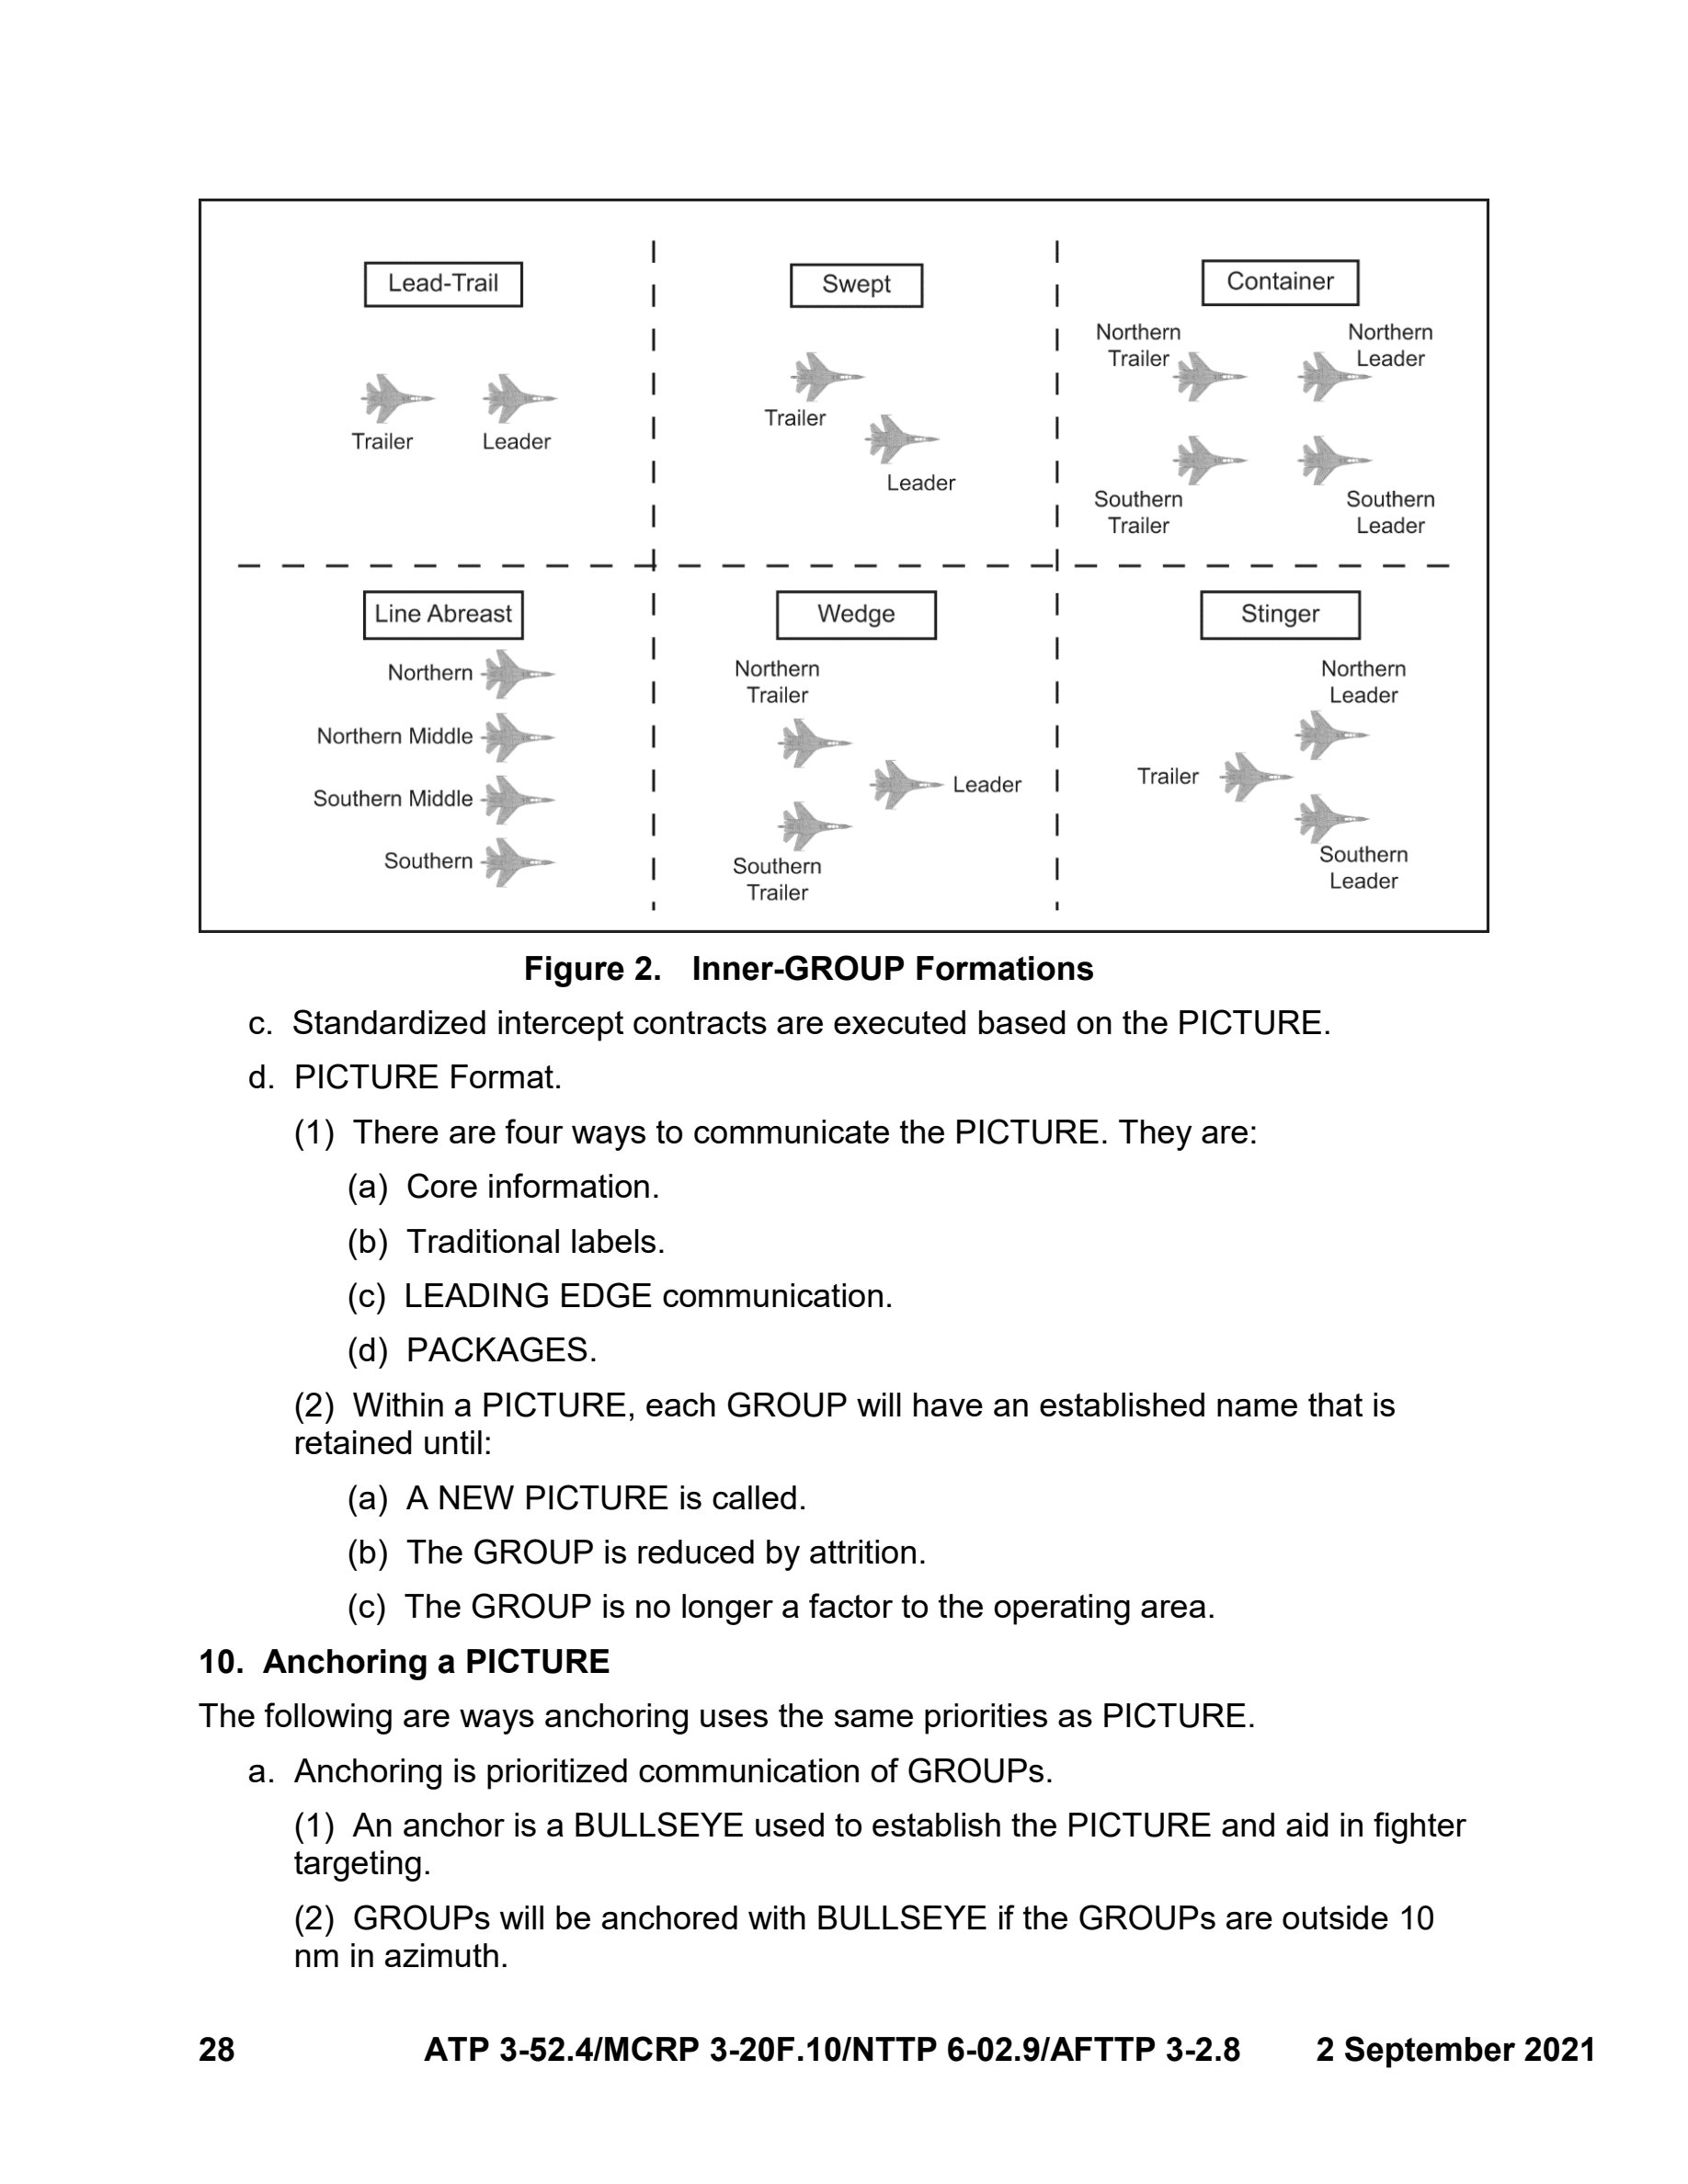 Lead-Trail
Trailer
Leader
Swept
Trailer
Leader
Container
Northern
Trailer
Northern
Leader
Southern
Trailer
Southern
Leader
Line Abreast
Northern
Northern Middle
Southern Middle
Southern
Wedge
Northern
Trailer
Leader
Southern
Trailer
Stinger
Northern
Leader
Trailer
Southern
Leader
Figure 2. Inner-GROUP Formations
c. Standardized intercept contracts are executed based on the PICTURE.
d. PICTURE Format.
(1) There are four ways to communicate the PICTURE. They are:
(a) Core information.
(b) Traditional labels.
(c) LEADING EDGE communication.
(d) PACKAGES.
(2) Within a PICTURE, each GROUP will have an established name that is
retained until:
(a) A NEW PICTURE is called.
(b) The GROUP is reduced by attrition.
(c) The GROUP is no longer a factor to the operating area.
10. Anchoring a PICTURE
The following are ways anchoring uses the same priorities as PICTURE.
a. Anchoring is prioritized communication of GROUPs.
(1) An anchor is a BULLSEYE used to establish the PICTURE and aid in fighter
targeting.
(2) GROUPs will be anchored with BULLSEYE if the GROUPs are outside 10
nm in azimuth.
28 ATP 3-52.4/MCRP 3-20F.10/NTTP 6-02.9/AFTTP 3-2.8 2 September 2021